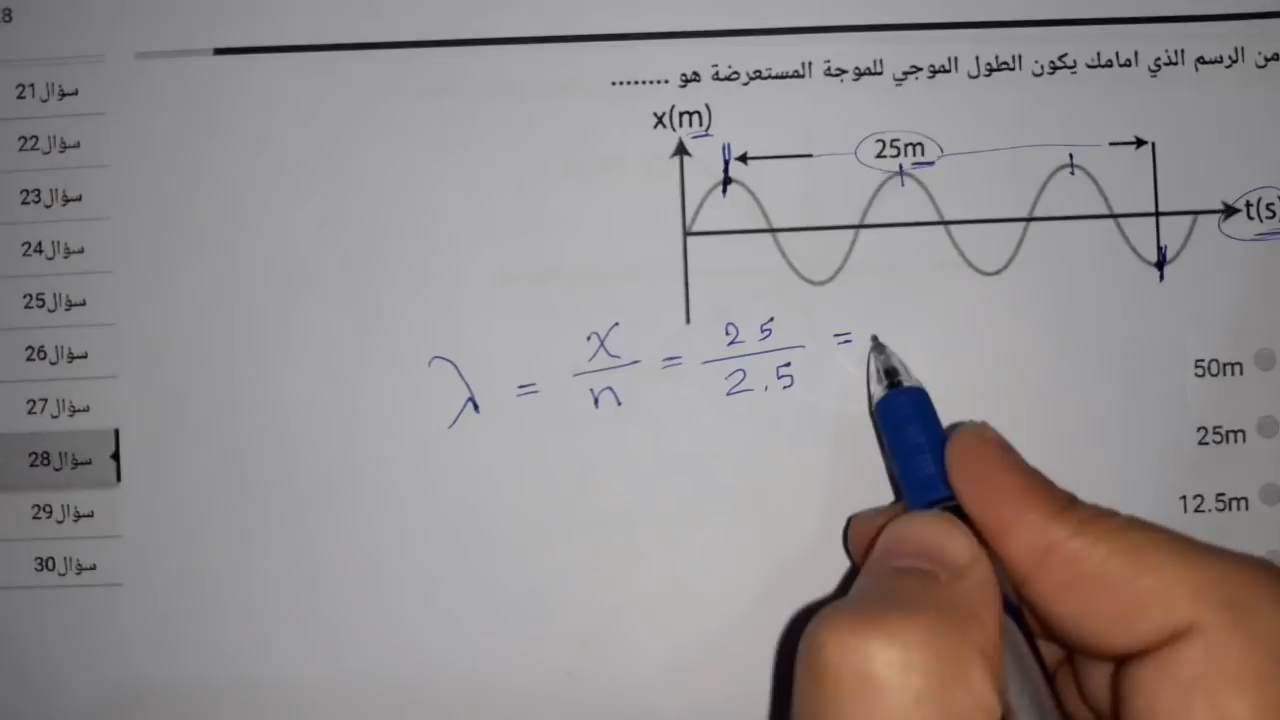 8
من الرسم الذي امامك يكون الطول الموجي للموجة المستعرضة هو ........
x(m)
25m
t(s)
λ = x/n = 25/2.5 =
50m
25m
12.5m
سؤال21
سؤال22
سؤال23
سؤال24
سؤال25
سؤال26
سؤال27
سؤال28
سؤال29
سؤال30